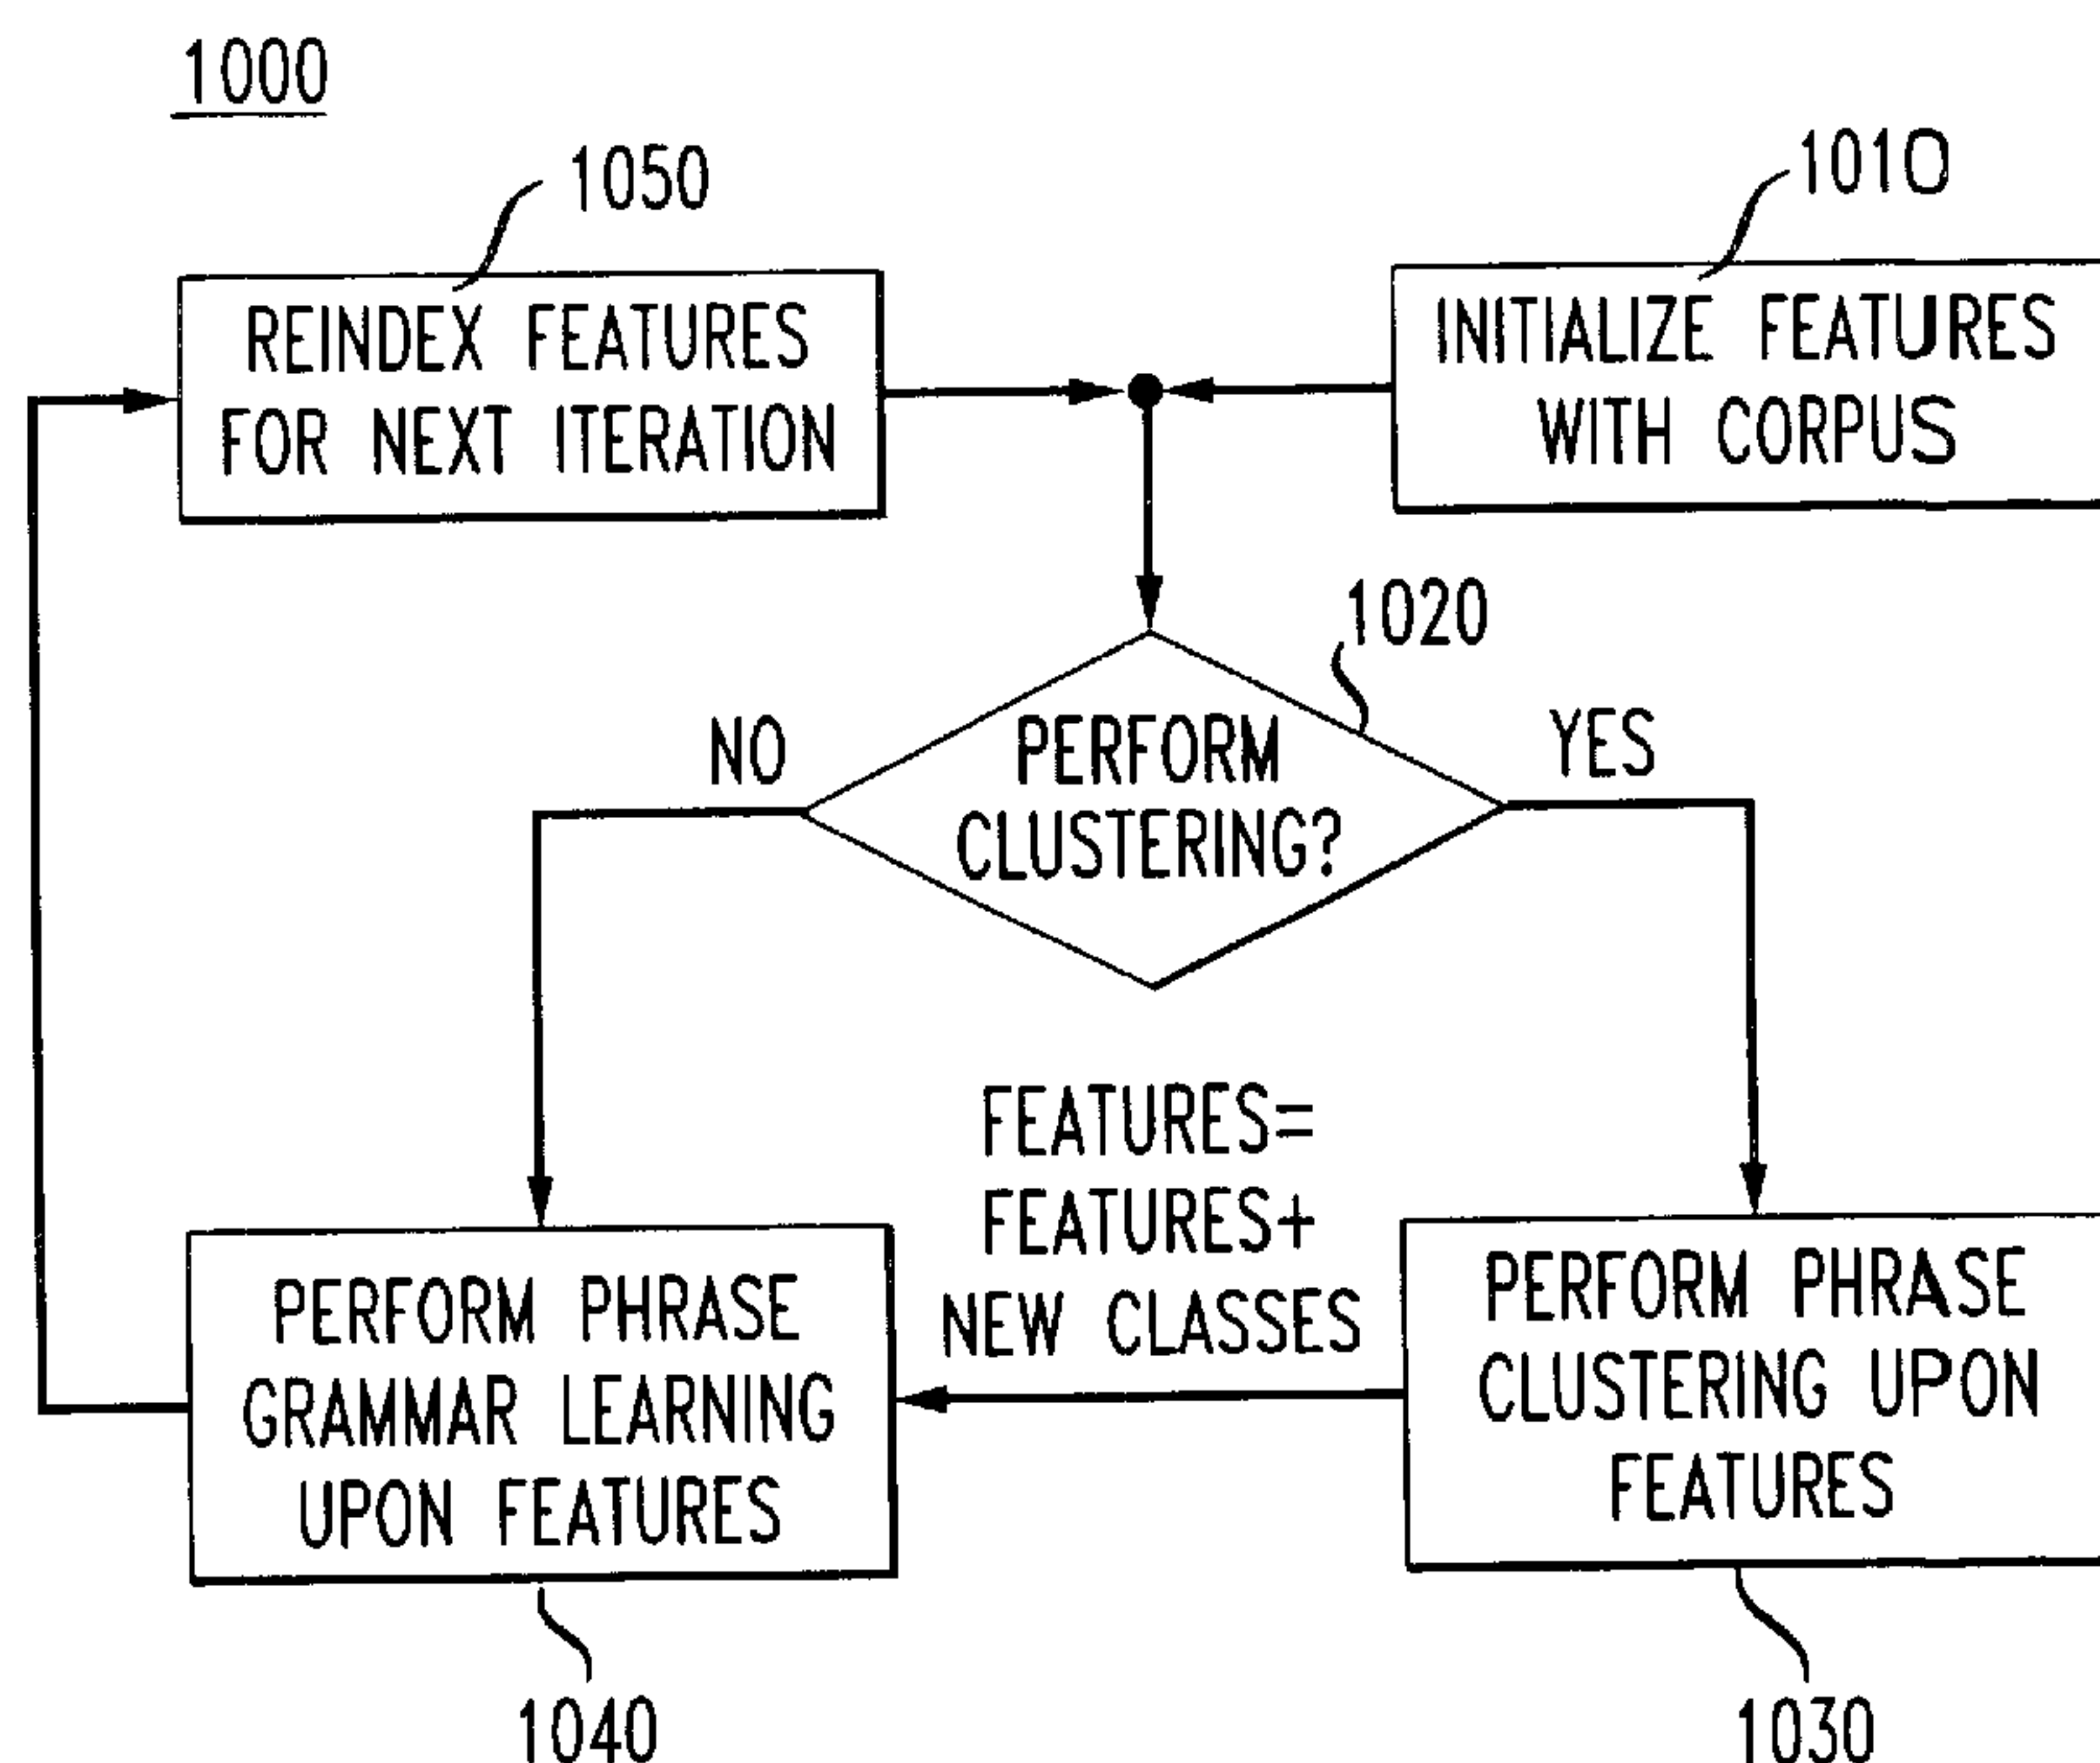 1000
1050
1010
REINDEX FEATURES
FOR NEXT ITERATION
INITIALIZE FEATURES
WITH CORPUS
1020
NO
PERFORM
CLUSTERING?
YES
FEATURES=
FEATURES+
NEW CLASSES
PERFORM PHRASE
GRAMMAR LEARNING
UPON FEATURES
PERFORM PHRASE
CLUSTERING UPON
FEATURES
1040
1030